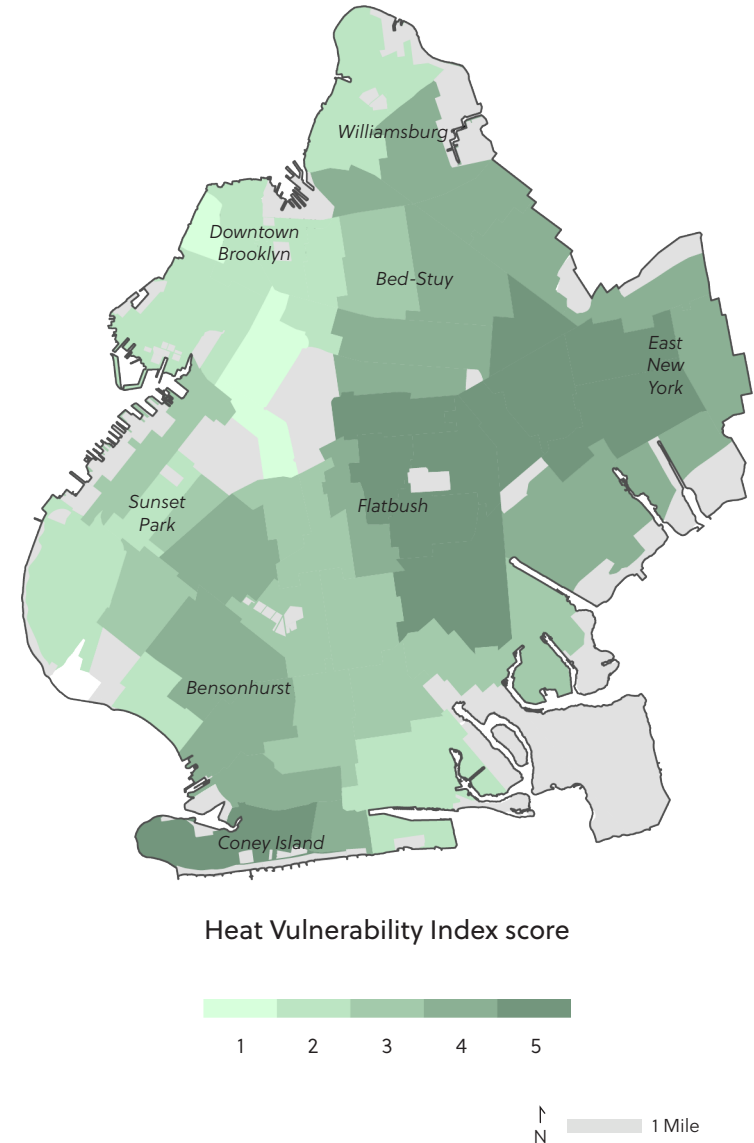 Williamsburg
Downtown
Brooklyn
Bed-Stuy
East
New
York
Sunset
Park
Flatbush
Bensonhurst
Coney Island
Heat Vulnerability Index score
1 2 3 4 5
N 1 Mile